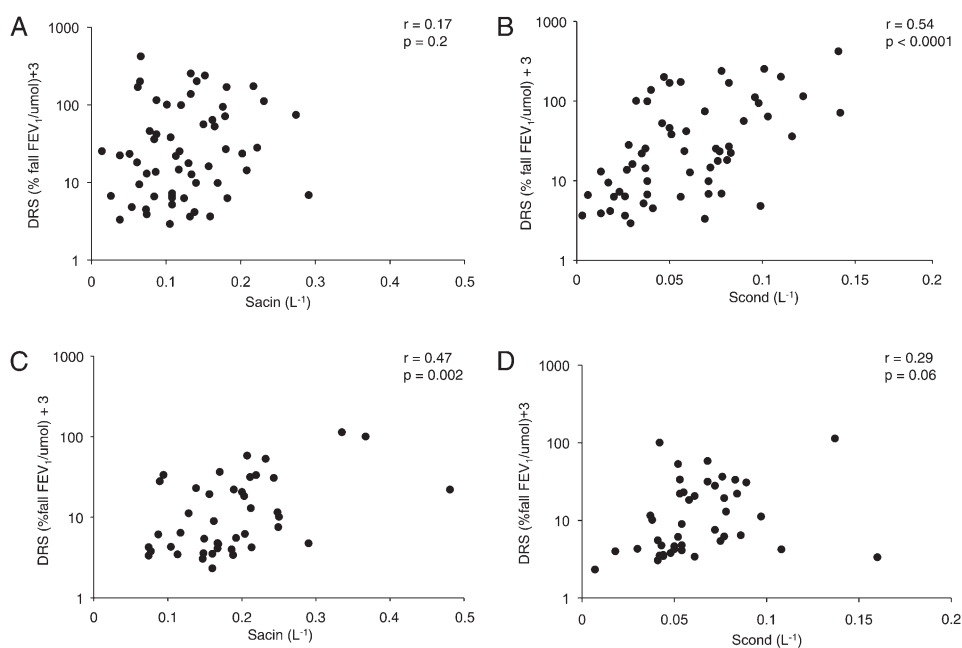 A
r = 0.17
p = 0.2
DRS (% fall FEV1/umol)+3
1000
100
10
1
0 0.1 0.2 0.3 0.4 0.5
Sacin (L-1)
B
r = 0.54
p < 0.0001
DRS (% fall FEV1/umol) + 3
1000
100
10
1
0 0.05 0.1 0.15 0.2
Scond (L-1)
C
r = 0.47
p = 0.002
DRS (%fall FEV1/umol) + 3
1000
100
10
1
0 0.1 0.2 0.3 0.4 0.5
Sacin (L-1)
D
r = 0.29
p = 0.06
DRS (%fall FEV1/umol)+3
1000
100
10
1
0 0.05 0.1 0.15 0.2
Scond (L-1)